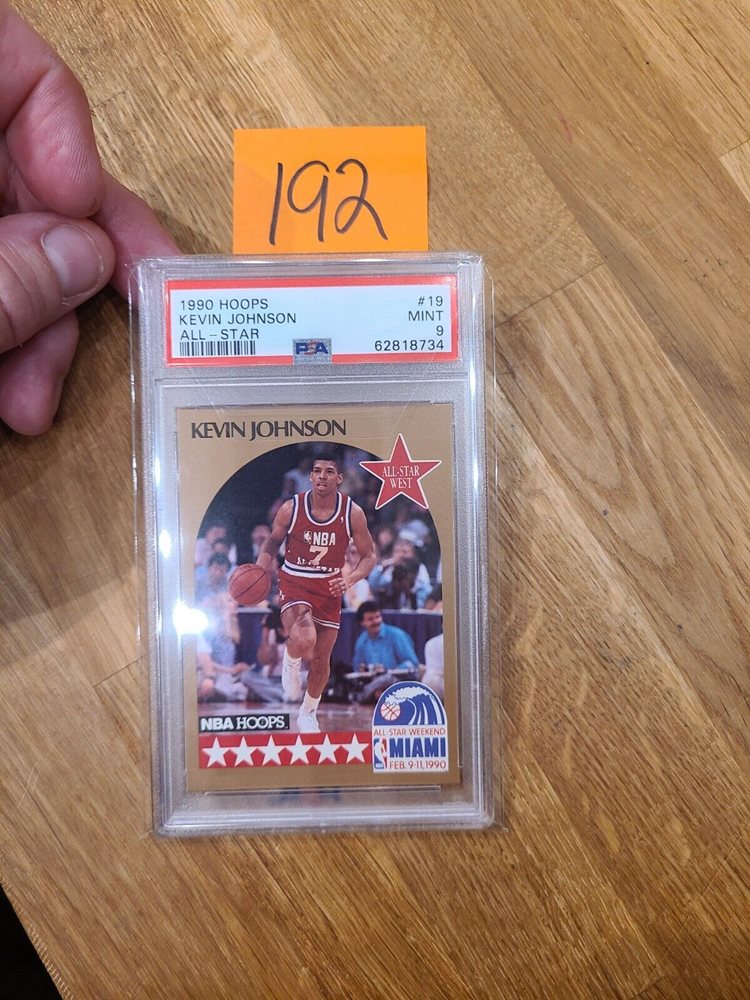 192
1990 HOOPS #19
KEVIN JOHNSON MINT
ALL-STAR 9
PSA 62818734
KEVIN JOHNSON
ALL-STAR
WEST
NBA
7
NBA HOOPS
ALL-STAR WEEKEND
MIAMI
NBA
FEB. 9-11, 1990